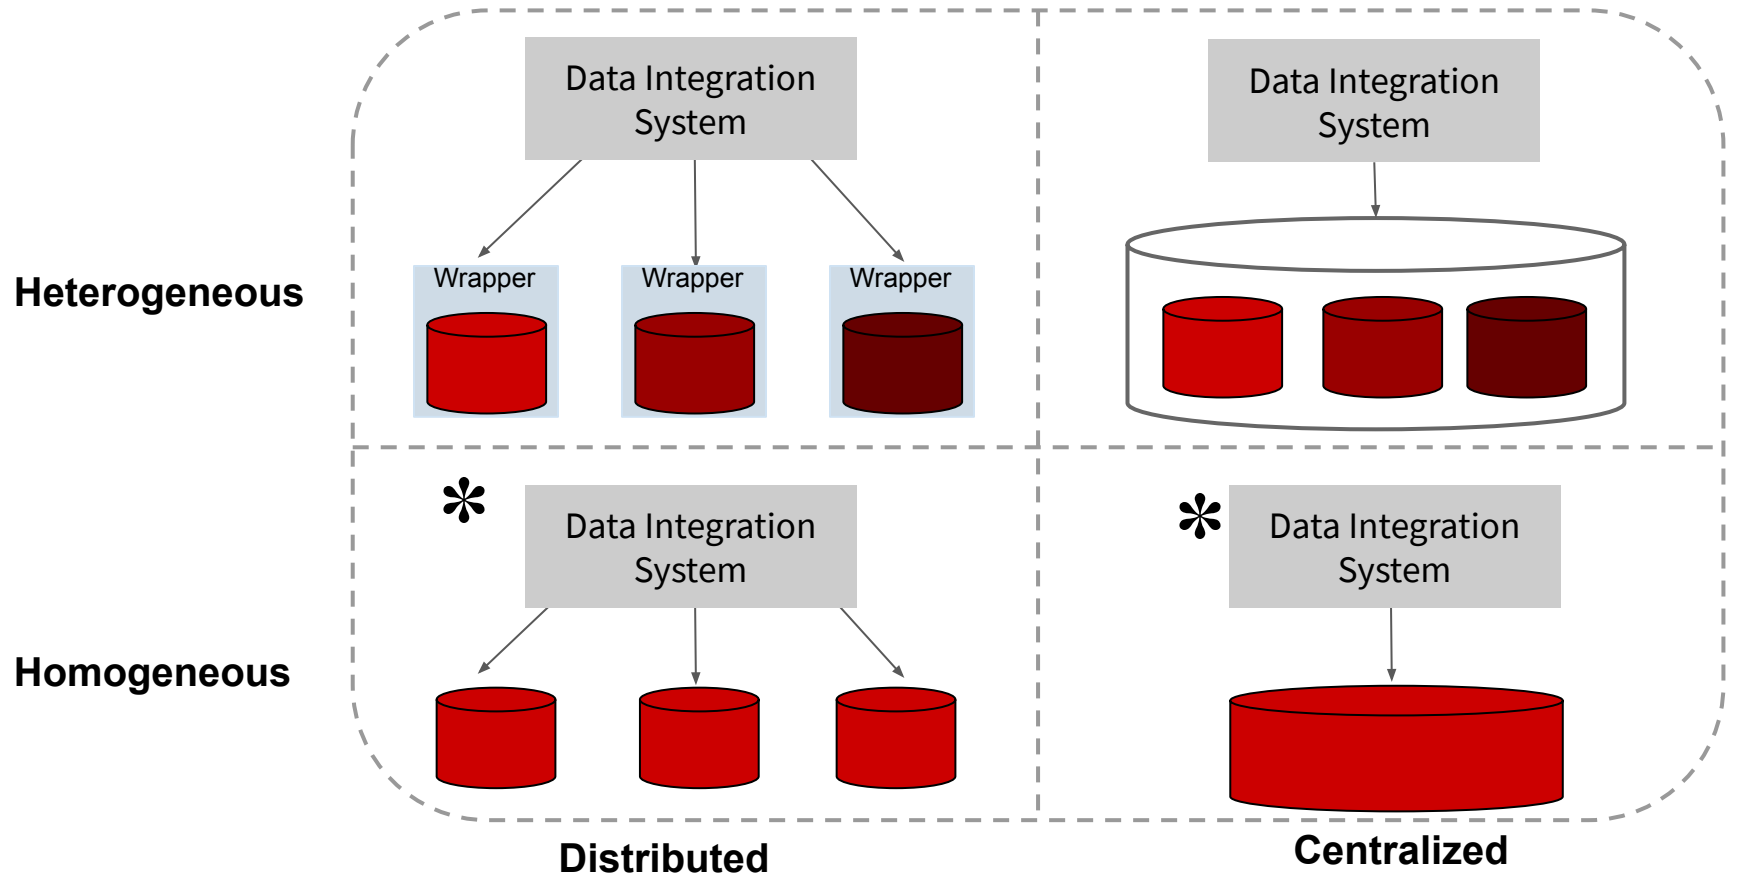 Data Integration
System
Data Integration
System
Wrapper
Wrapper
Wrapper
Heterogeneous
*
Data Integration
System
*
Data Integration
System
Homogeneous
Distributed
Centralized